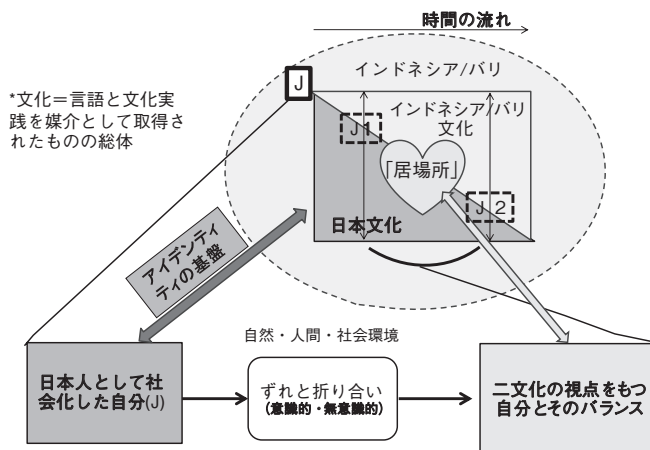 時間の流れ
J
インドネシア/バリ
*文化＝言語と文化実
践を媒介として取得さ
れたものの総体
インドネシア/バリ
文化
J1
「居場所」
J 2
日本文化
アイデンティ
ティの基盤
自然・人間・社会環境
日本人として社
会化した自分(J)
ずれと折り合い
(意識的・無意識的)
二文化の視点をもつ
自分とそのバランス